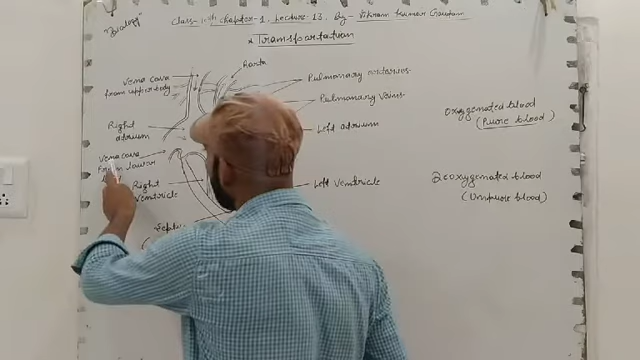 "Biology"
Class-10th, Chapter-1, Lecture-13, By- Vikram Kumar Gautam
* Transportation
Aorta
Vena cava
from upper body
Pulmonary arteries
Pulmonary veins
Right
atrium
Left atrium
Vena cava
from lower
Right
ventricle
Left ventricle
Oxygenated blood
(Pure blood)
Deoxygenated blood
(Impure blood)